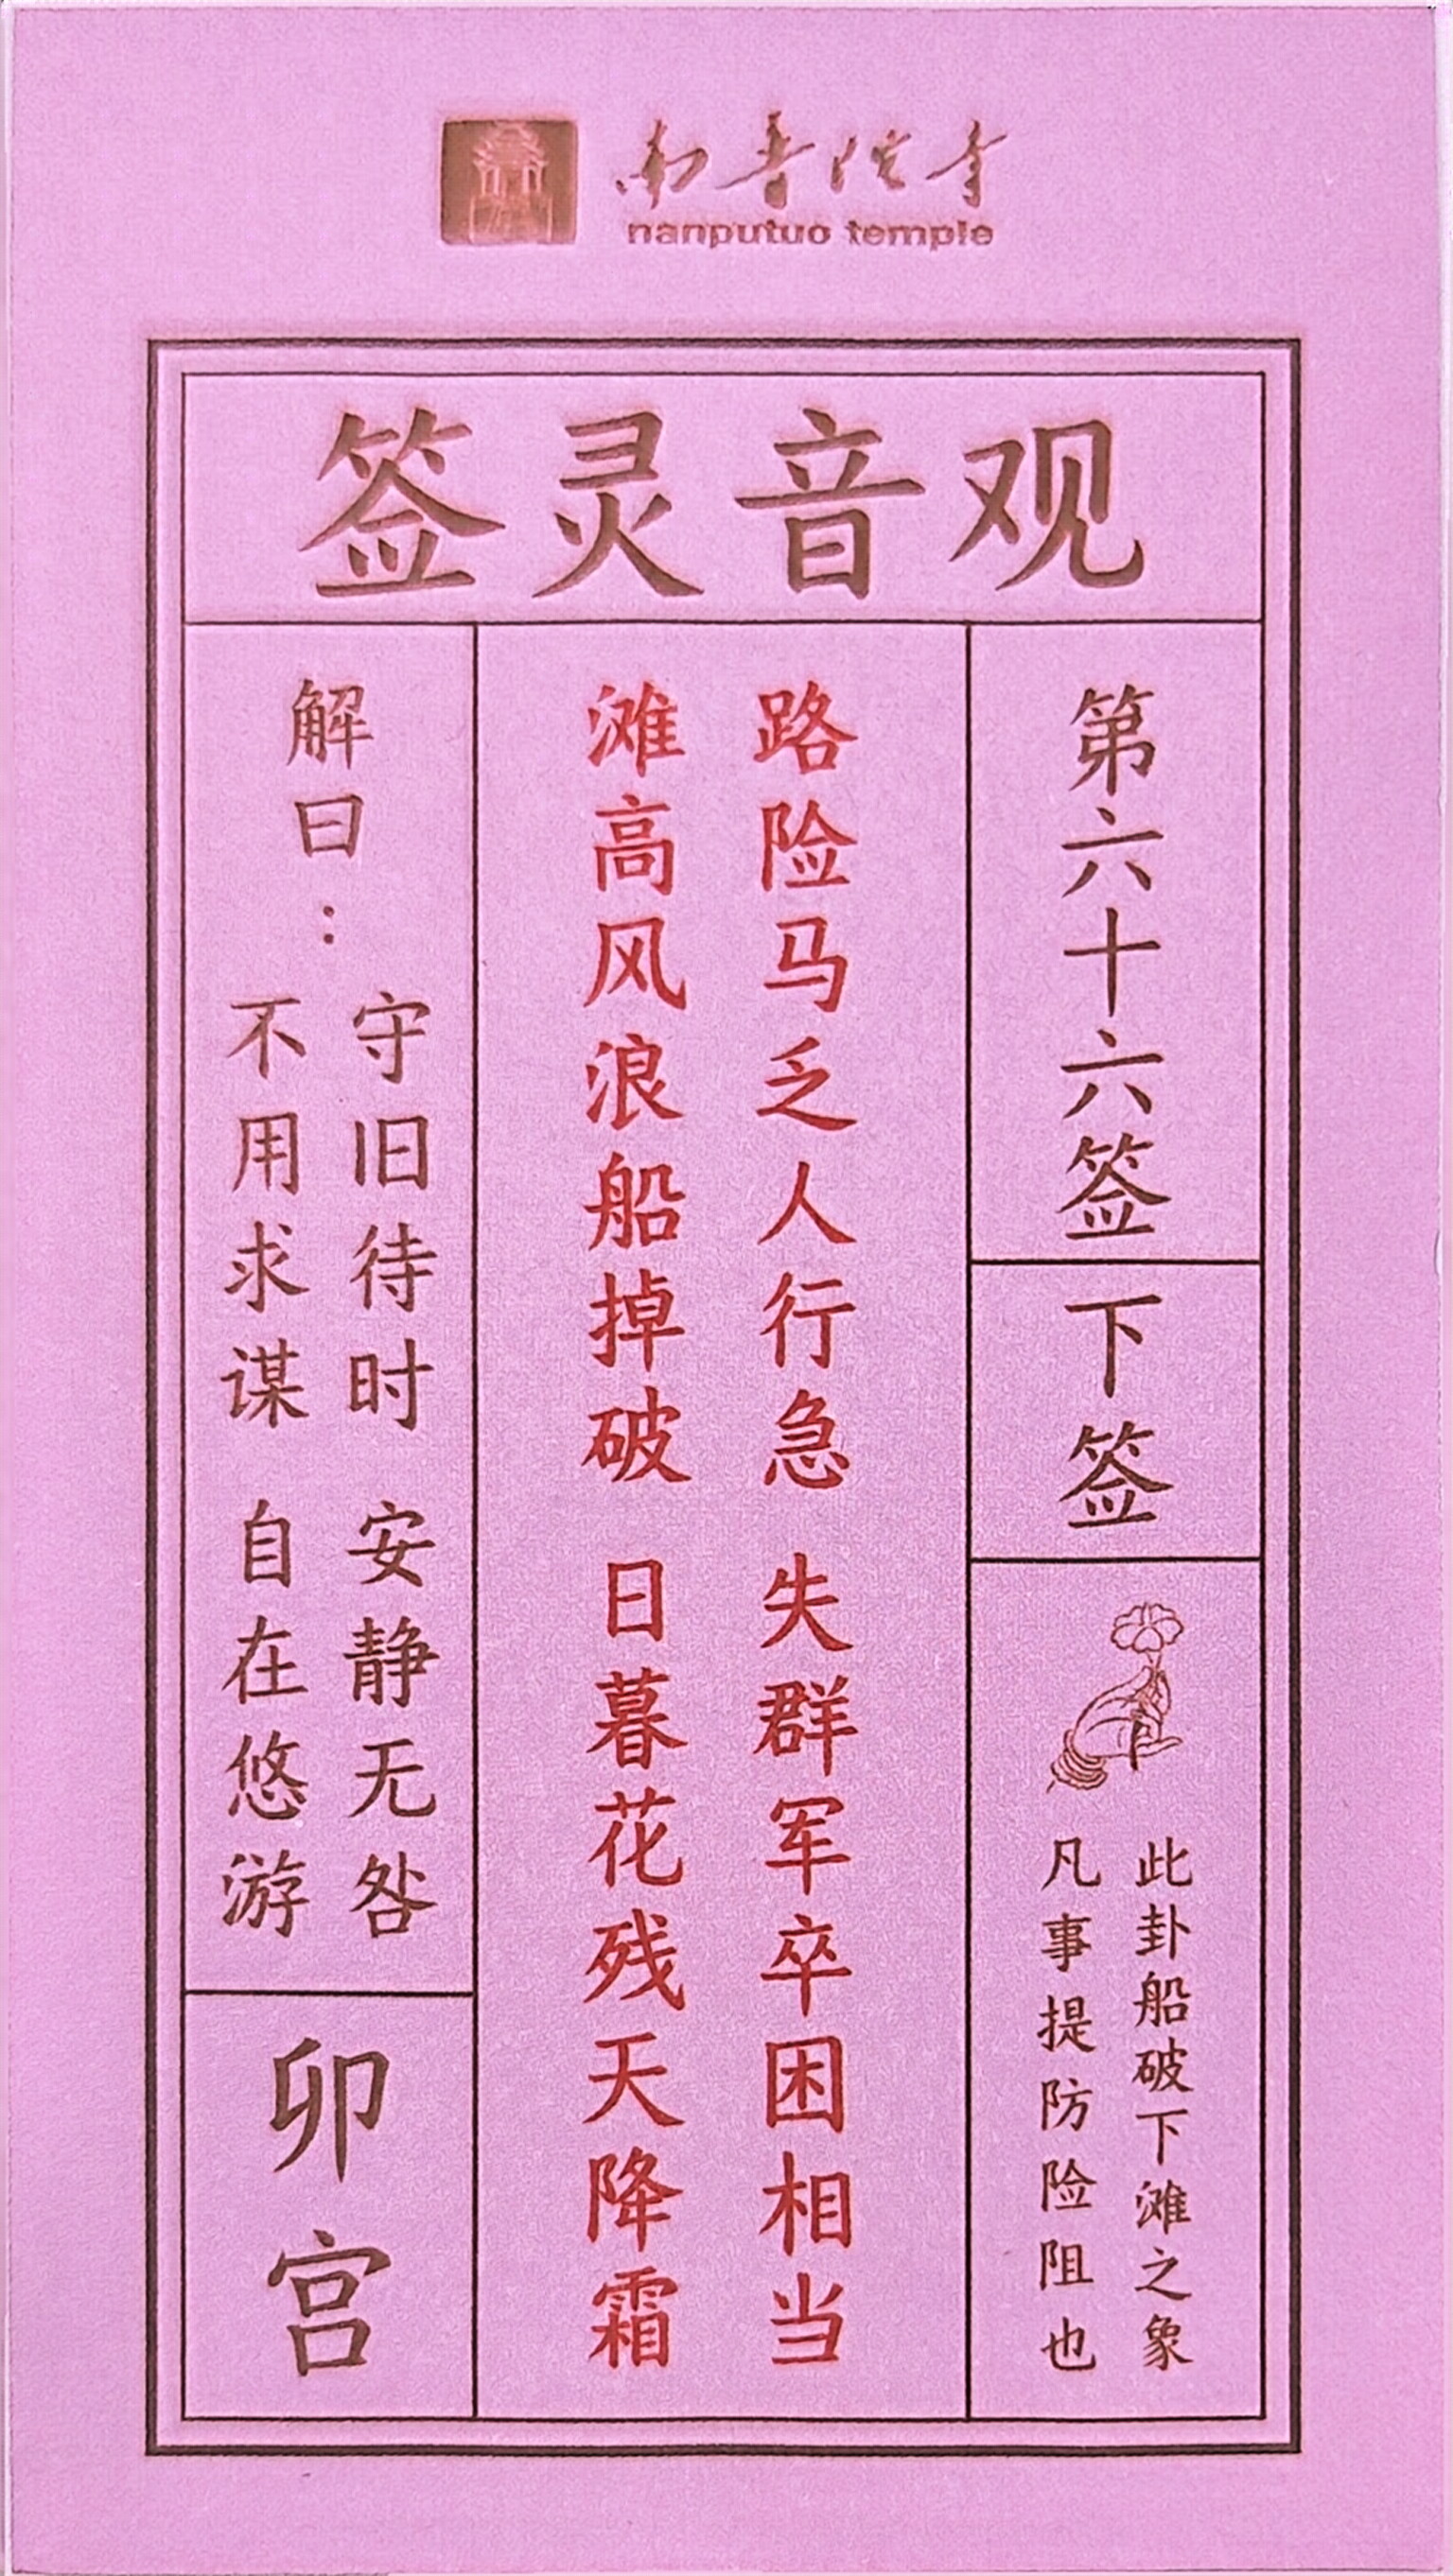 南普陀寺
nanputuo temple
观音灵签
第六十六签
下签
此卦船破下滩之象
凡事提防险阻也
路险马乏人行急 失群军卒困相当
滩高风浪船掉破 日暮花残天降霜
解曰：
守旧待时 安静无咎
不用求谋 自在悠游
卯宫